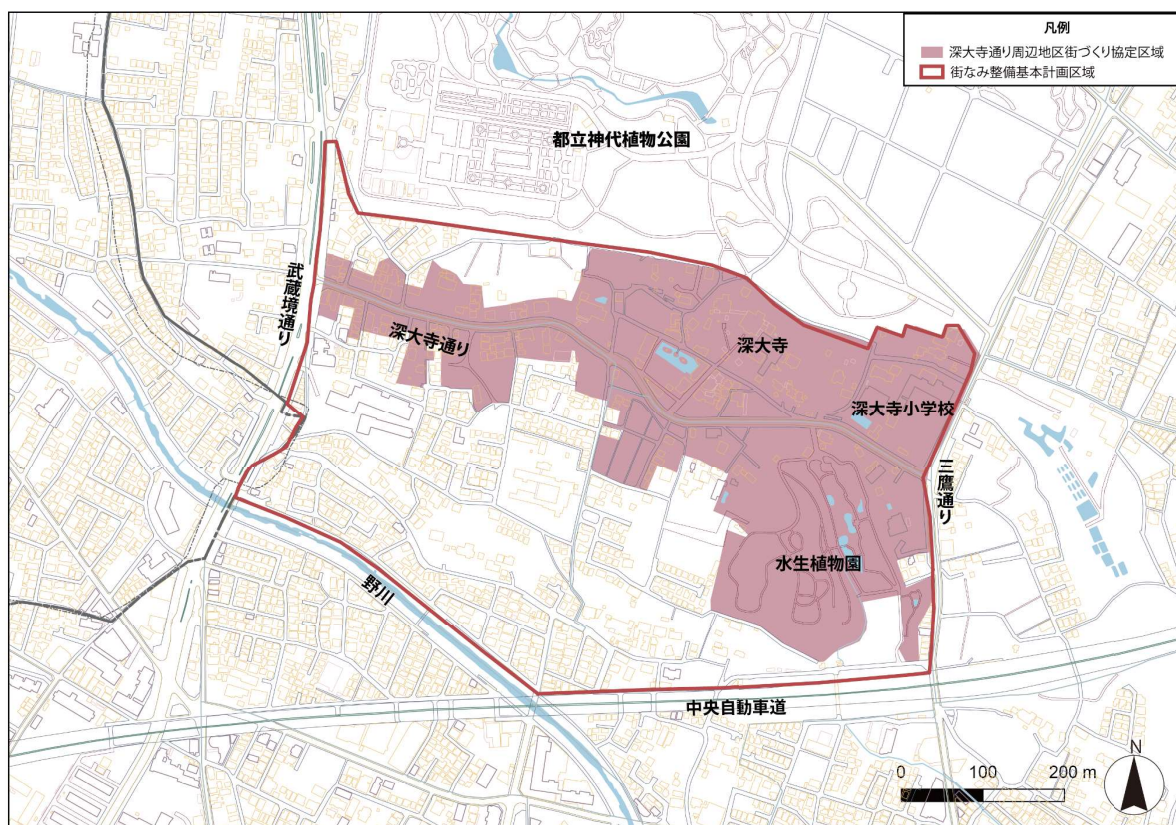 凡例
深大寺通り周辺地区街づくり協定区域
街なみ整備基本計画区域
都立神代植物公園
武蔵境通り
深大寺通り
深大寺
深大寺小学校
三鷹通り
水生植物園
野川
中央自動車道
N
0 100 200 m